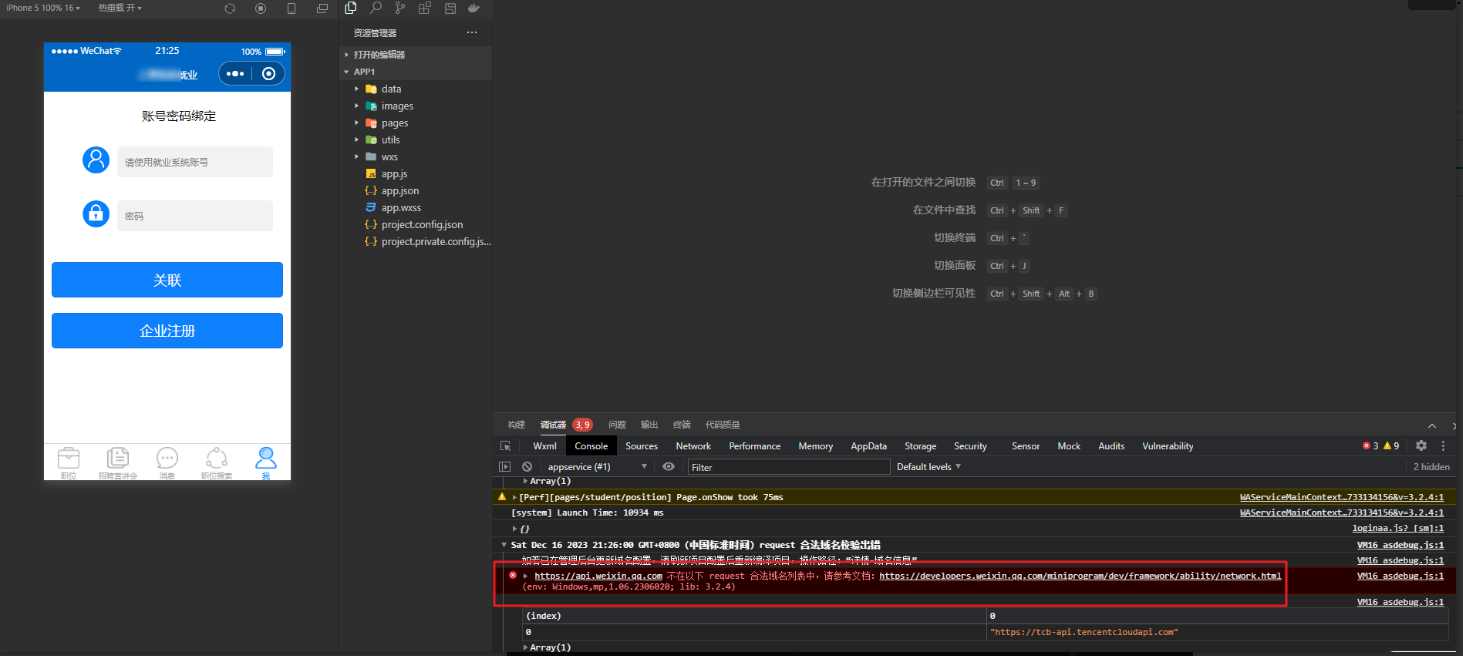 iPhone 5 100% 16
热重载 开
WeChat
21:25
100%
就业
账号密码绑定
请使用就业系统账号
密码
关联
企业注册
职位
招聘宣讲会
消息
职位搜索
我
资源管理器
打开的编辑器
APP1
data
images
pages
utils
wxs
app.js
app.json
app.wxss
project.config.json
project.private.config.js...
在打开的文件之间切换 Ctrl 1 ~ 9
在文件中查找 Ctrl + Shift + F
切换终端 Ctrl + `
切换面板 Ctrl + J
切换侧边栏可见性 Ctrl + Shift + Alt + B
构建 调试器 3, 9 问题 输出 终端 代码质量
Wxml Console Sources Network Performance Memory AppData Storage Security Sensor Mock Audits Vulnerability 3 9
appservice (#1) Filter Default levels 2 hidden
Array(1)
[Perf][pages/student/position] Page.onShow took 75ms WAServiceMainContext…733134156&v=3.2.4:1
[system] Launch Time: 10934 ms WAServiceMainContext…733134156&v=3.2.4:1
{} loginaa.js? [sm]:1
Sat Dec 16 2023 21:26:00 GMT+0800 (中国标准时间) request 合法域名校验出错 VM16 asdebug.js:1
如若已在管理后台更新域名配置，请刷新项目配置后重新编译项目，操作路径：“详情-域名信息” VM16 asdebug.js:1
https://api.weixin.qq.com 不在以下 request 合法域名列表中，请参考文档：https://developers.weixin.qq.com/miniprogram/dev/framework/ability/network.html VM16 asdebug.js:1
(env: Windows,mp,1.06.2306020; lib: 3.2.4)
VM16 asdebug.js:1
(index) 0
0 "https://tcb-api.tencentcloudapi.com"
Array(1)